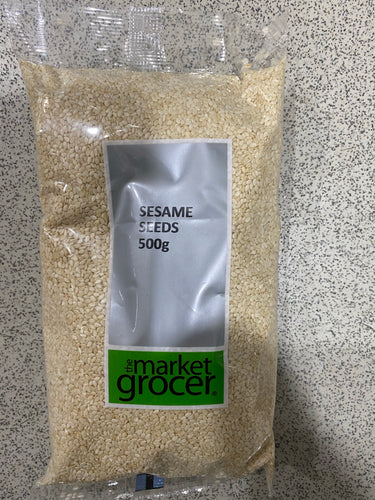 SESAME
SEEDS
500g
the market
grocer®